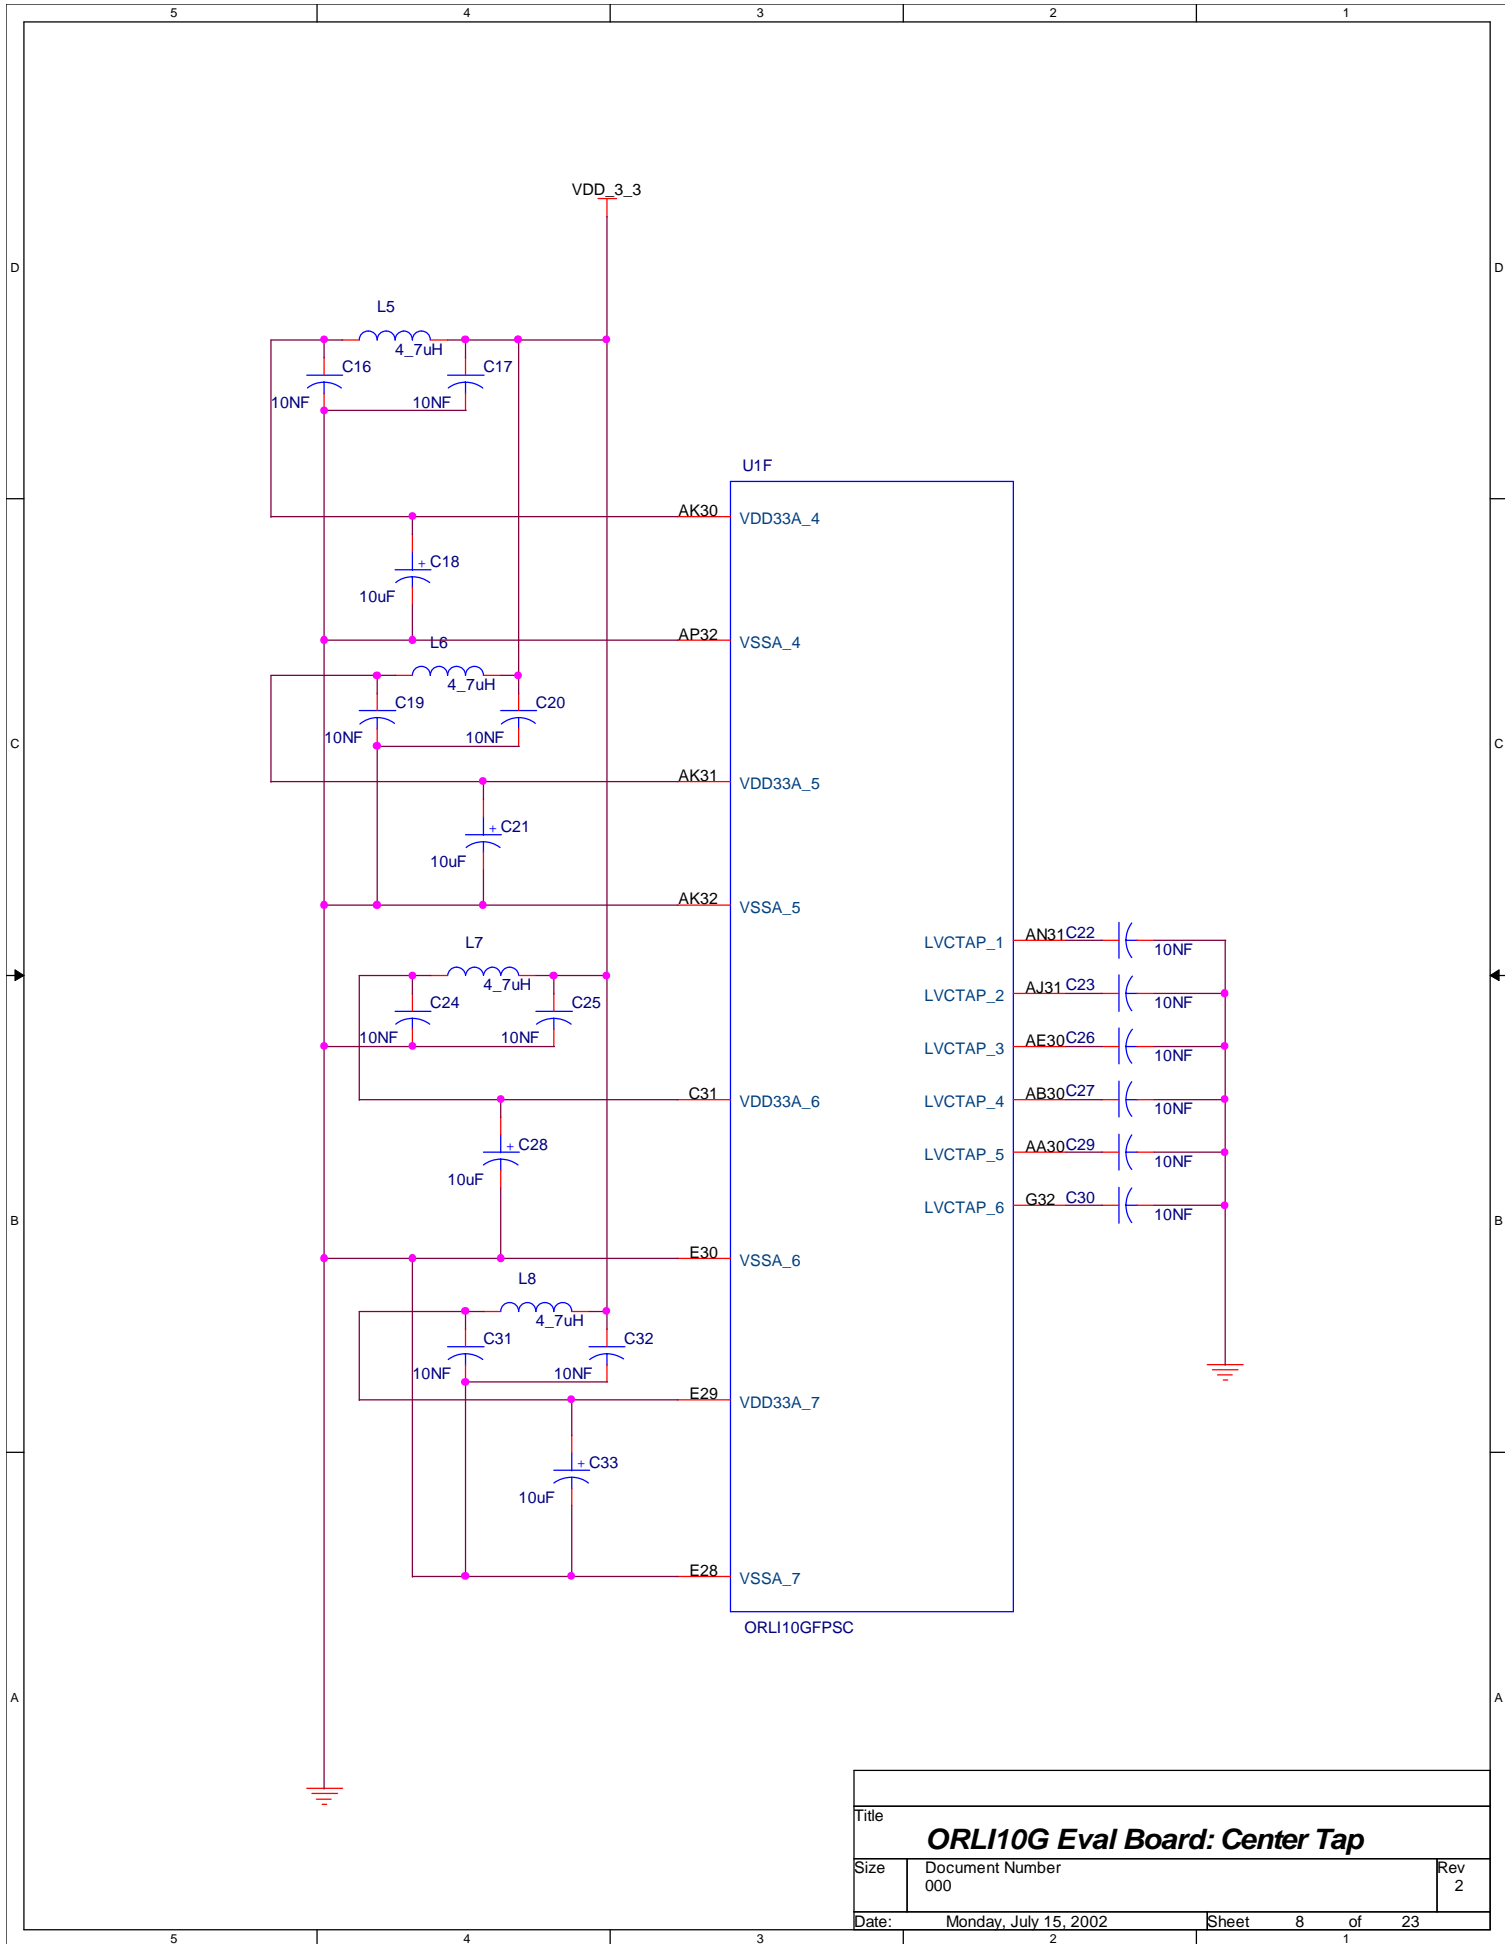 5 4 3 2 1
VDD_3_3
D D
L5
4_7uH
C16 C17
10NF 10NF
U1F
AK30 VDD33A_4
+ C18
10uF
AP32 VSSA_4
L6
4_7uH
C19 C20
10NF 10NF
C C
AK31 VDD33A_5
+ C21
10uF
AK32 VSSA_5
LVCTAP_1 AN31 C22 10NF
L7
4_7uH
LVCTAP_2 AJ31 C23 10NF
C24 C25
10NF 10NF
LVCTAP_3 AE30 C26 10NF
C31 VDD33A_6
LVCTAP_4 AB30 C27 10NF
+ C28
10uF
LVCTAP_5 AA30 C29 10NF
LVCTAP_6 G32 C30 10NF
B B
E30 VSSA_6
L8
4_7uH
C31 C32
10NF 10NF
E29 VDD33A_7
+ C33
10uF
E28 VSSA_7
ORLI10GFPSC
A A
Title
ORLI10G Eval Board: Center Tap
Size Document Number Rev
000 2
Date: Monday, July 15, 2002 Sheet 8 of 23
5 4 3 2 1